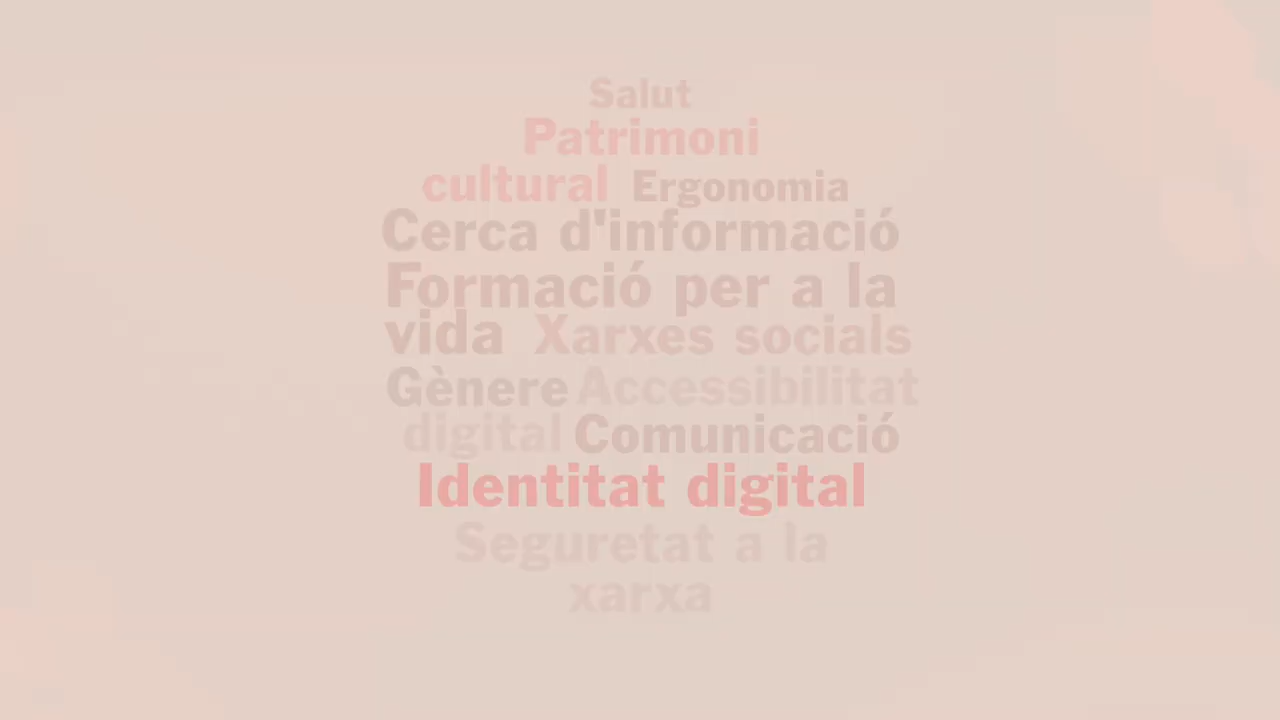 Salut
Patrimoni
cultural Ergonomia
Cerca d'informació
Formació per a la
vida Xarxes socials
Gènere Accessibilitat
digital Comunicació
Identitat digital
Seguretat a la
xarxa